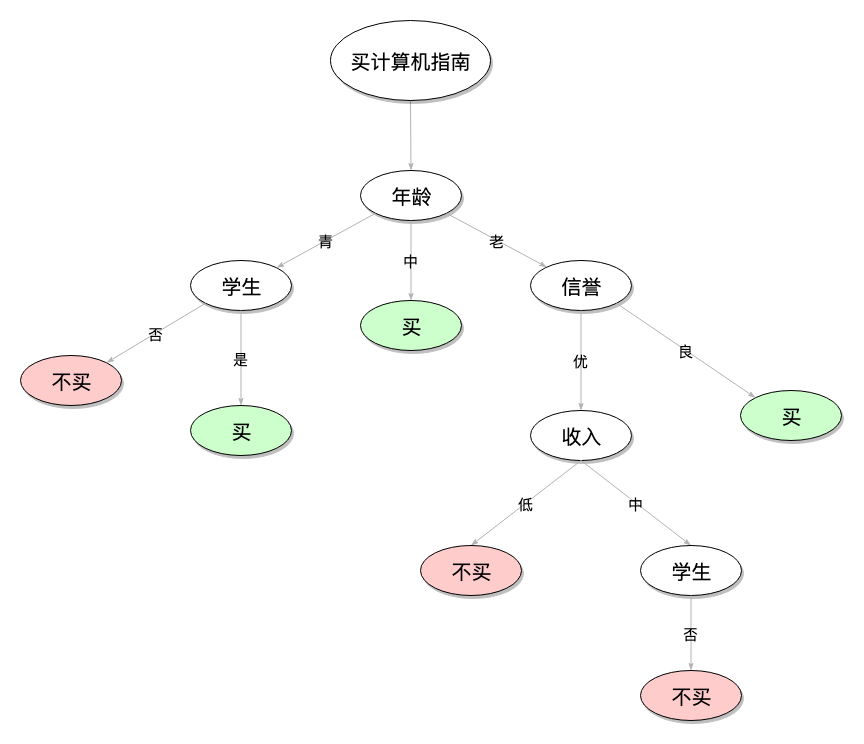 买计算机指南
年龄
青
中
老
学生
信誉
买
否
是
优
良
不买
买
收入
买
低
中
不买
学生
否
不买